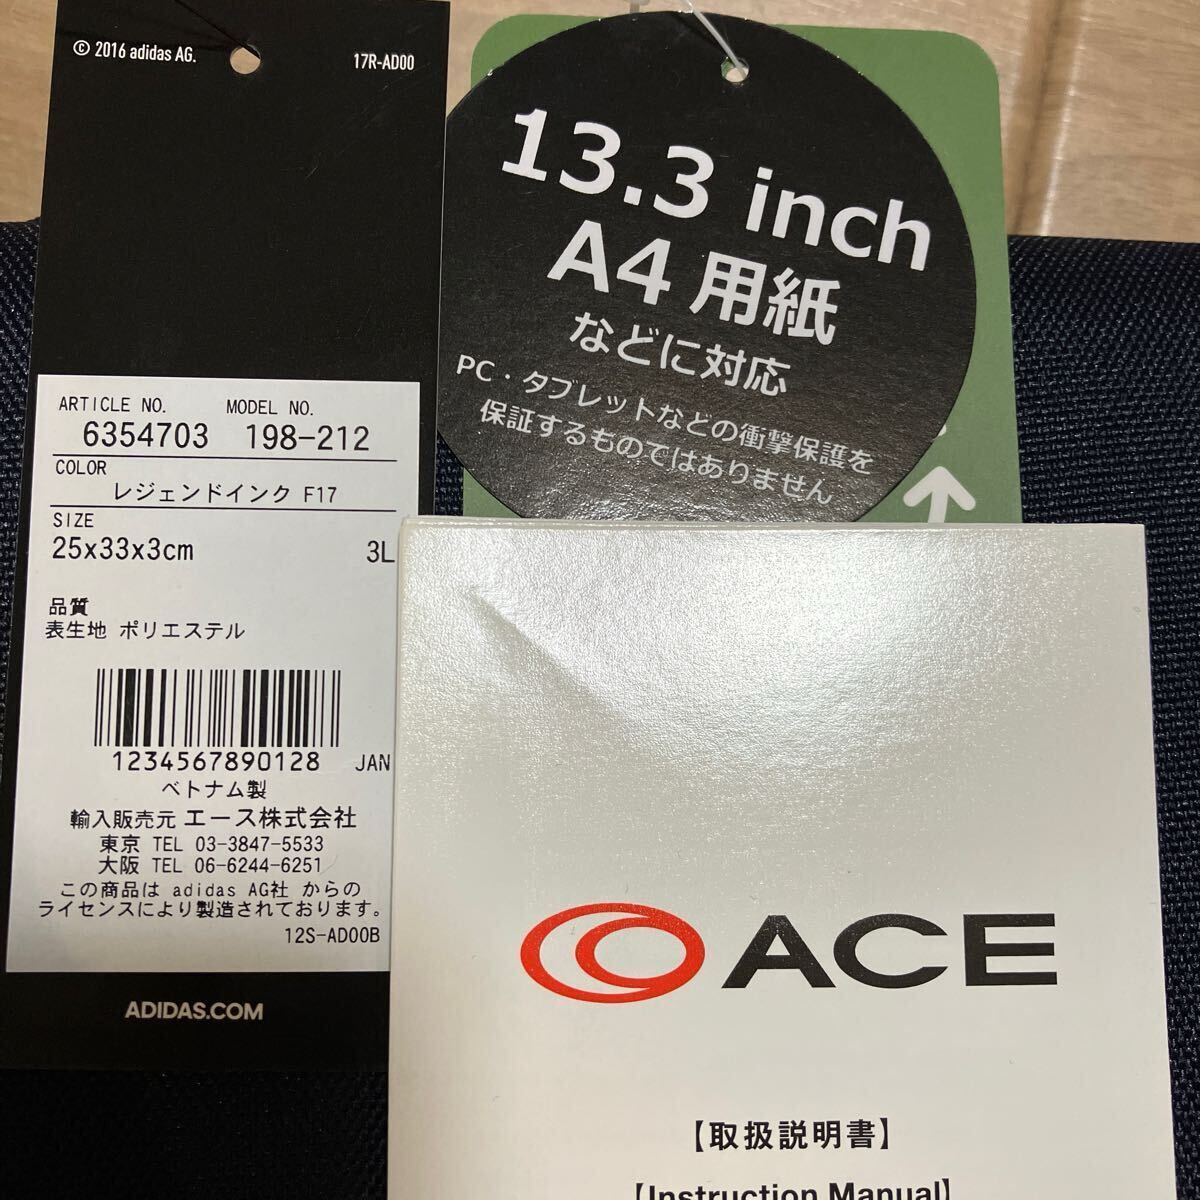 © 2016 adidas AG.
17R-AD00
ARTICLE NO. MODEL NO.
6354703 198-212
COLOR
レジェンドインク F17
SIZE
25x33x3cm 3L
品質
表生地 ポリエステル
1234567890128 JAN
ベトナム製
輸入販売元 エース株式会社
東京 TEL 03-3847-5533
大阪 TEL 06-6244-6251
この商品は adidas AG社 からの
ライセンスにより製造されております。
12S-AD00B
ADIDAS.COM
13.3 inch
A4 用紙
などに対応
PC・タブレットなどの衝撃保護を
保証するものではありません
ACE
【取扱説明書】
【Instruction Manual】